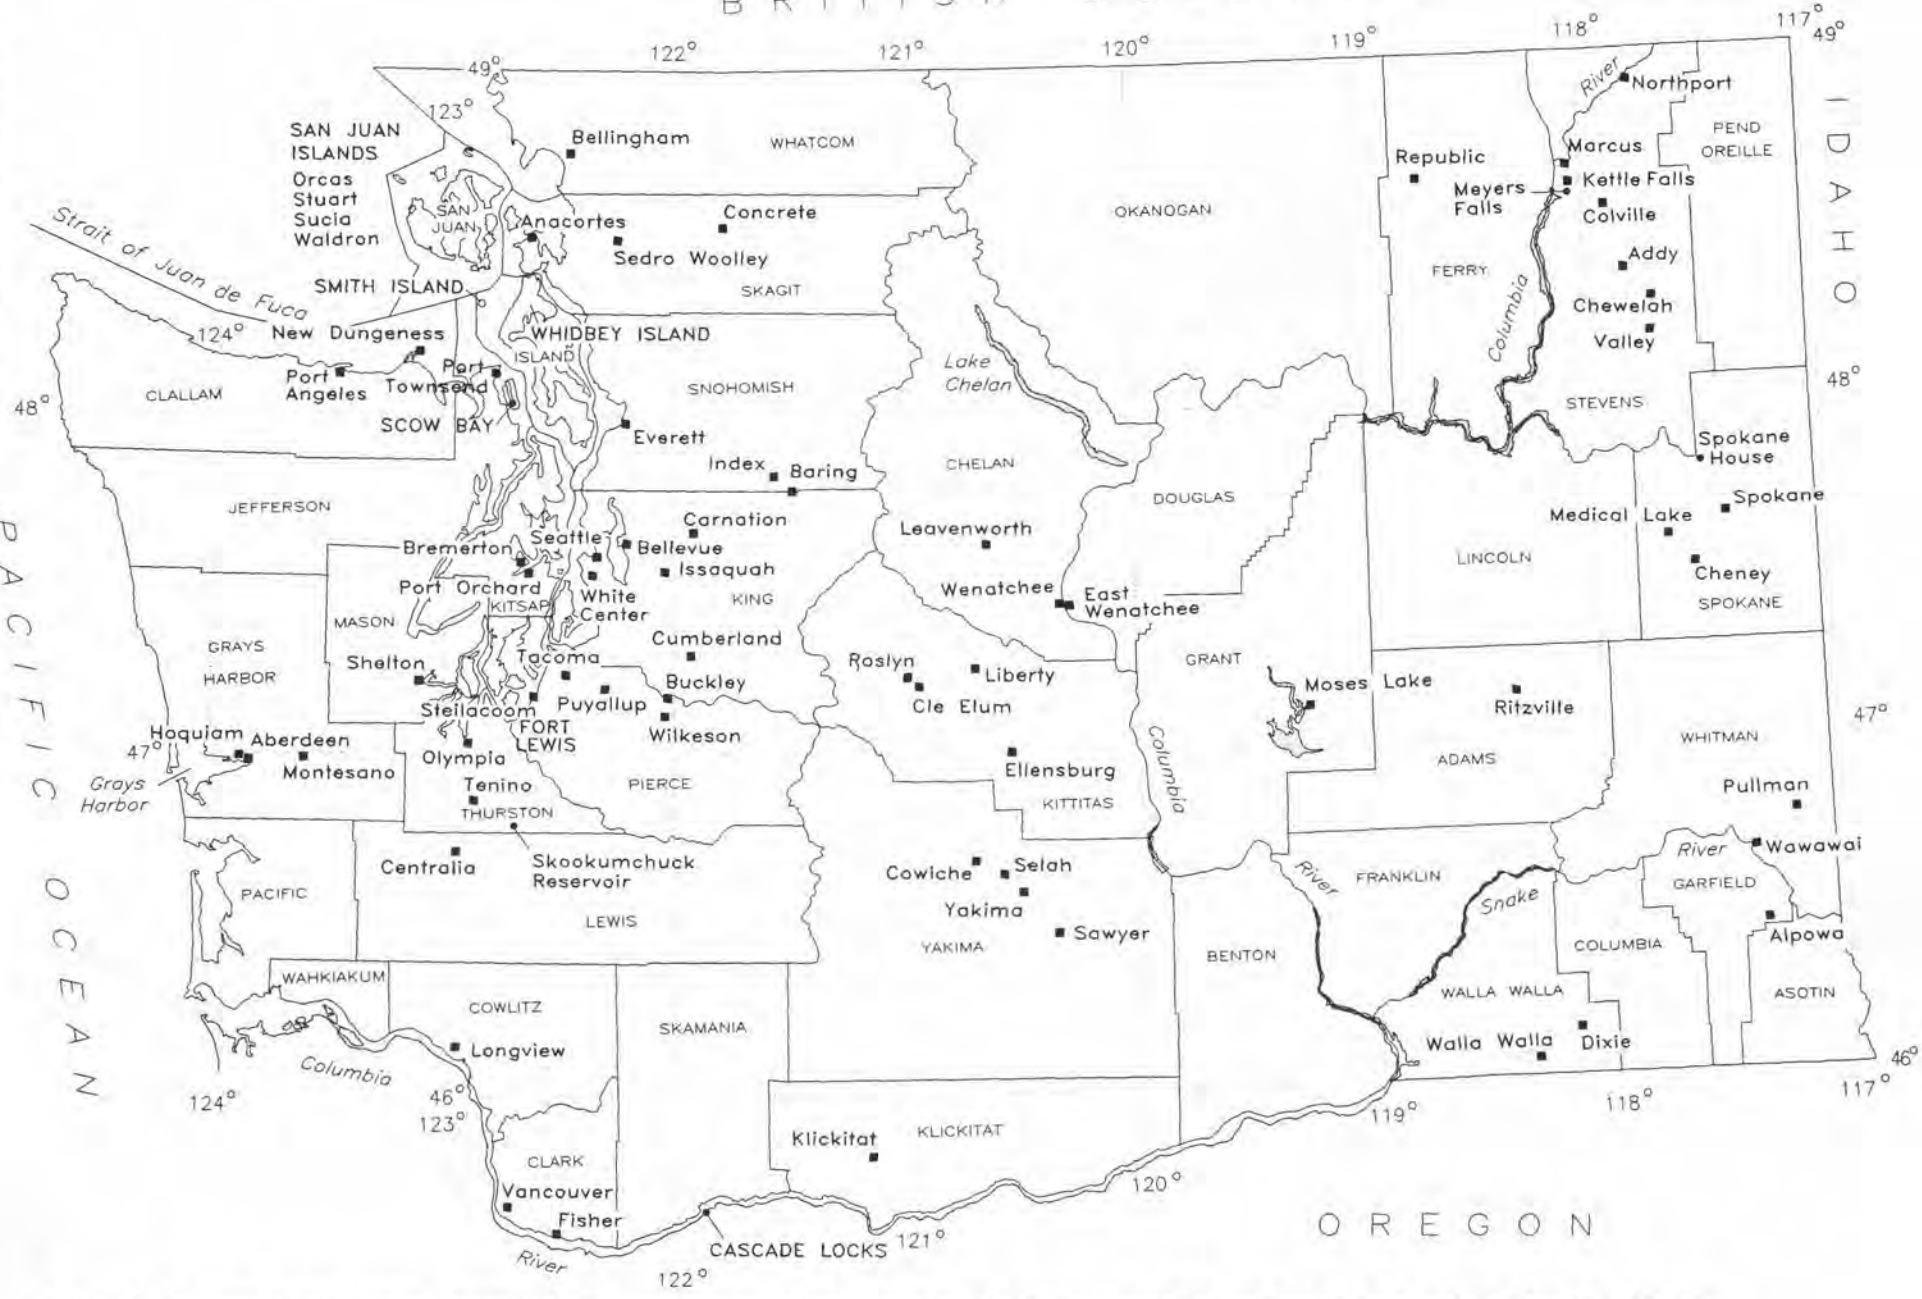 BRITISH
122°
121°
120°
119°
118°
117°
49°
49°
123°
IDAHO
River
Northport
SAN JUAN
ISLANDS
Orcas
Stuart
Sucia
Waldron
Bellingham
WHATCOM
PEND
OREILLE
Republic
Marcus
Meyers
Falls
Kettle Falls
Colville
SAN
JUAN
Anacortes
Concrete
Sedro Woolley
OKANOGAN
Strait of Juan de Fuca
Addy
FERRY
SMITH ISLAND
SKAGIT
Columbia
Chewelah
Valley
124°
New Dungeness
WHIDBEY ISLAND
ISLAND
Lake
Chelan
Port
Angeles
Port
Townsend
CLALLAM
SNOHOMISH
48°
48°
STEVENS
SCOW BAY
Everett
Spokane
House
Index
Baring
CHELAN
DOUGLAS
Spokane
JEFFERSON
Medical Lake
Carnation
Leavenworth
Seattle
Bremerton
Bellevue
LINCOLN
Issaquah
Cheney
Port Orchard
KITSAP
White
Center
KING
Wenatchee
East
Wenatchee
SPOKANE
PACIFIC OCEAN
MASON
GRAYS
HARBOR
Cumberland
Shelton
Tacoma
Roslyn
Liberty
GRANT
Moses Lake
Buckley
Steilacoom
Puyallup
Cle Elum
Ritzville
47°
FORT
LEWIS
Wilkeson
Hoquiam
Aberdeen
47°
Montesano
Olympia
Columbia
WHITMAN
Grays
Harbor
Ellensburg
ADAMS
Tenino
PIERCE
KITTITAS
Pullman
THURSTON
Centralia
Skookumchuck
Reservoir
Cowiche
Selah
River
Wawawai
River
FRANKLIN
GARFIELD
PACIFIC
Snake
Yakima
LEWIS
Sawyer
Alpowa
YAKIMA
BENTON
COLUMBIA
WAHKIAKUM
WALLA WALLA
ASOTIN
COWLITZ
SKAMANIA
Longview
Walla Walla
Dixie
46°
Columbia
124°
46°
123°
117°
119°
118°
Klickitat
KLICKITAT
CLARK
Vancouver
120°
Fisher
OREGON
CASCADE LOCKS
121°
River
122°